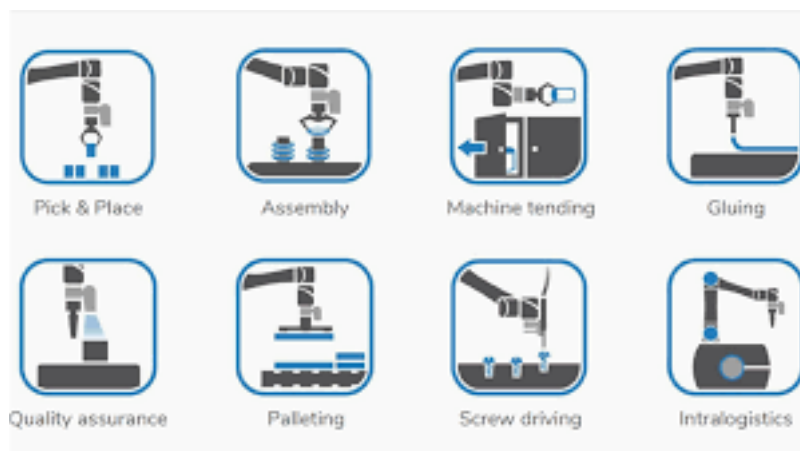 Pick & Place
Assembly
Machine tending
Gluing
Quality assurance
Palleting
Screw driving
Intralogistics